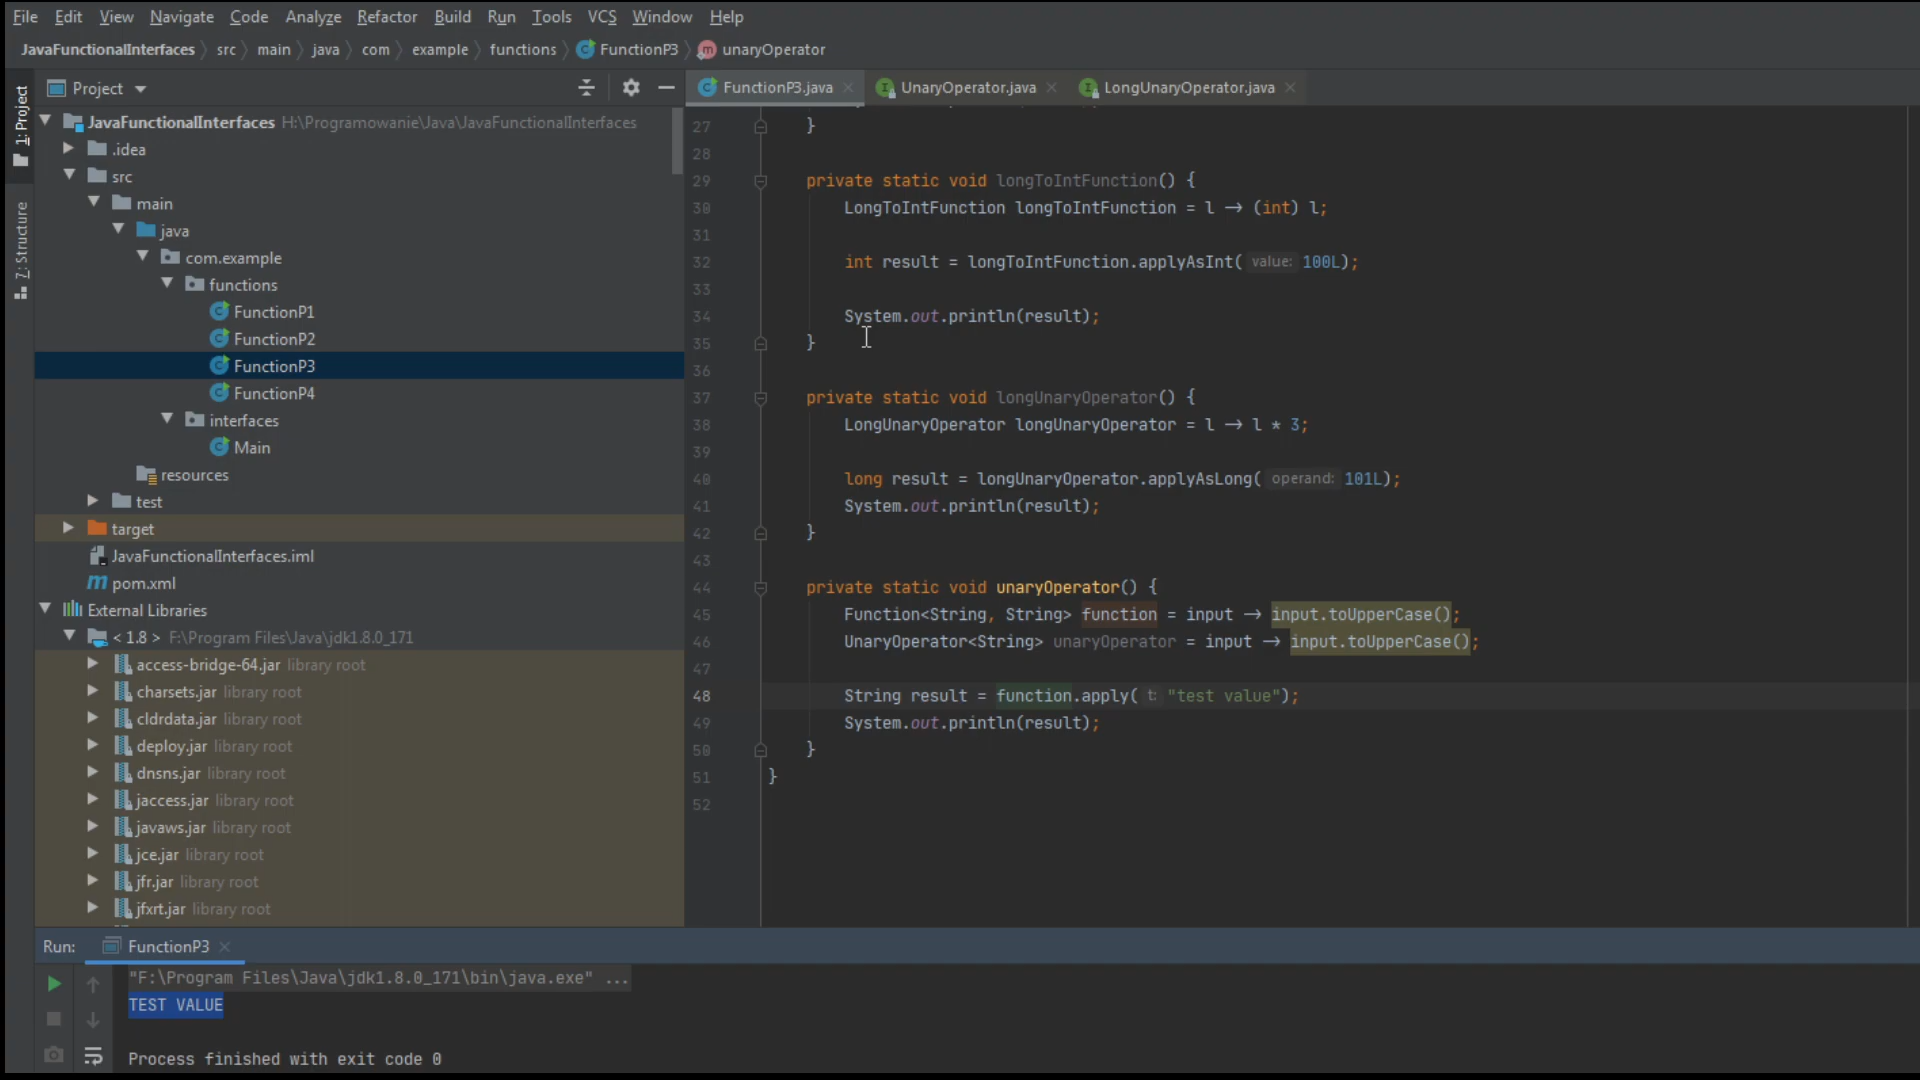 File Edit View Navigate Code Analyze Refactor Build Run Tools VCS Window Help
JavaFunctionalInterfaces src main java com example functions FunctionP3 unaryOperator
1: Project
7: Structure
Project
JavaFunctionalInterfaces H:\Programowanie\Java\JavaFunctionalInterfaces
.idea
src
main
java
com.example
functions
FunctionP1
FunctionP2
FunctionP3
FunctionP4
interfaces
Main
resources
test
target
JavaFunctionalInterfaces.iml
pom.xml
External Libraries
< 1.8 > F:\Program Files\Java\jdk1.8.0_171
access-bridge-64.jar library root
charsets.jar library root
cldrdata.jar library root
deploy.jar library root
dnsns.jar library root
jaccess.jar library root
javaws.jar library root
jce.jar library root
jfr.jar library root
jfxrt.jar library root
FunctionP3.java UnaryOperator.java LongUnaryOperator.java
27 }
28
29 private static void longToIntFunction() {
30 LongToIntFunction longToIntFunction = l → (int) l;
31
32 int result = longToIntFunction.applyAsInt( value: 100L);
33
34 System.out.println(result);
35 }
36
37 private static void longUnaryOperator() {
38 LongUnaryOperator longUnaryOperator = l → l * 3;
39
40 long result = longUnaryOperator.applyAsLong( operand: 101L);
41 System.out.println(result);
42 }
43
44 private static void unaryOperator() {
45 Function<String, String> function = input → input.toUpperCase();
46 UnaryOperator<String> unaryOperator = input → input.toUpperCase();
47
48 String result = function.apply( t: "test value");
49 System.out.println(result);
50 }
51 }
52
Run: FunctionP3
"F:\Program Files\Java\jdk1.8.0_171\bin\java.exe" ...
TEST VALUE
Process finished with exit code 0